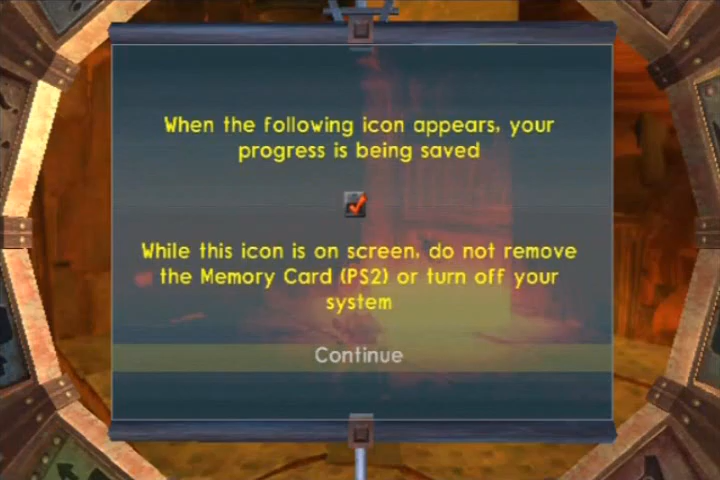 When the following icon appears, your
progress is being saved
While this icon is on screen, do not remove
the Memory Card (PS2) or turn off your
system
Continue